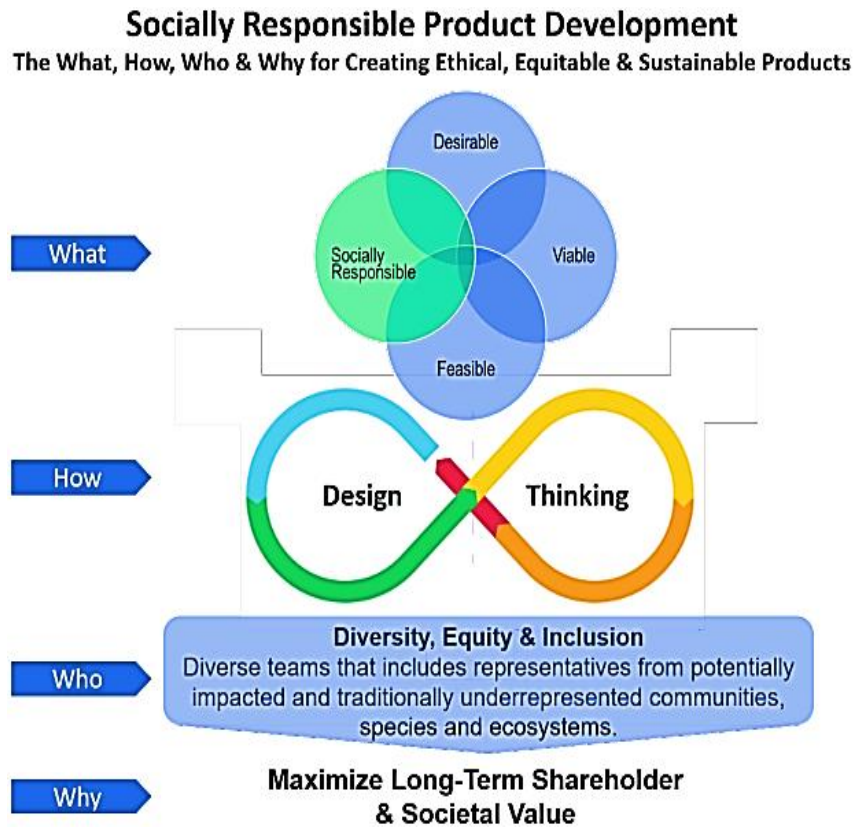 Socially Responsible Product Development
The What, How, Who & Why for Creating Ethical, Equitable & Sustainable Products
What
Desirable
Socially
Responsible
Viable
Feasible
How
Design
Thinking
Who
Diversity, Equity & Inclusion
Diverse teams that includes representatives from potentially
impacted and traditionally underrepresented communities,
species and ecosystems.
Why
Maximize Long-Term Shareholder
& Societal Value